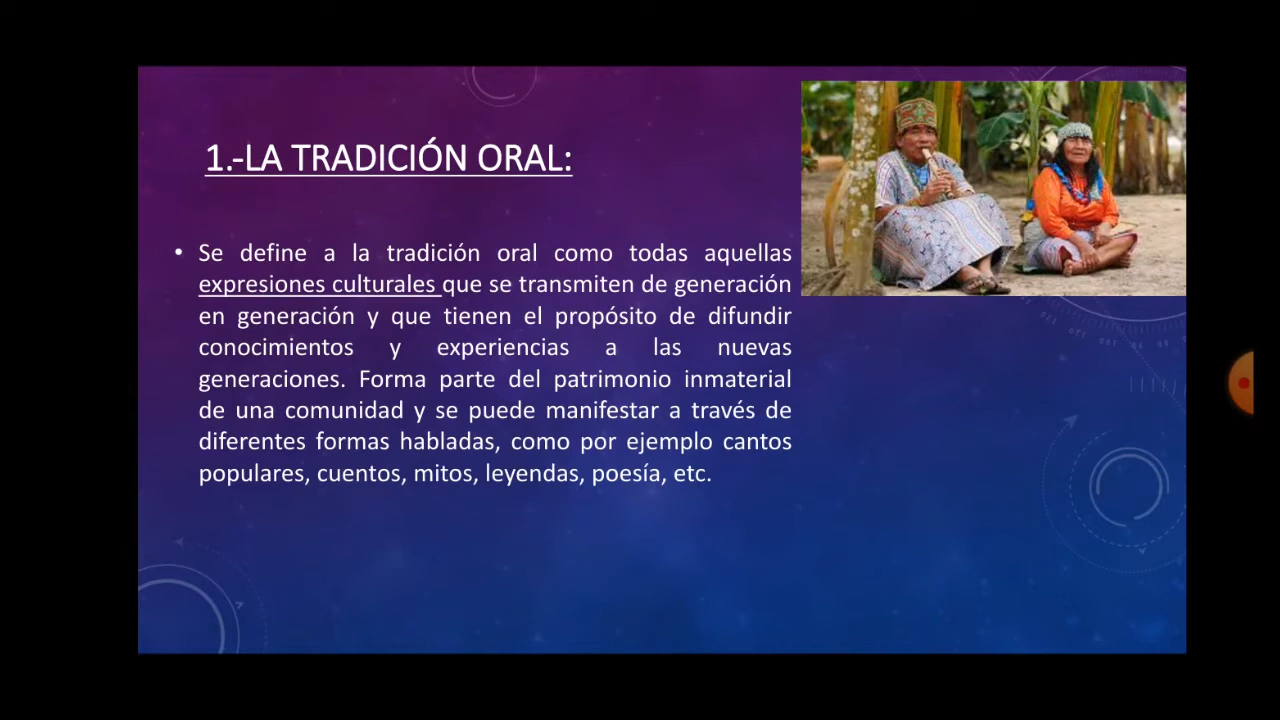 1.-LA TRADICIÓN ORAL:
• Se define a la tradición oral como todas aquellas
expresiones culturales que se transmiten de generación
en generación y que tienen el propósito de difundir
conocimientos y experiencias a las nuevas
generaciones. Forma parte del patrimonio inmaterial
de una comunidad y se puede manifestar a través de
diferentes formas habladas, como por ejemplo cantos
populares, cuentos, mitos, leyendas, poesía, etc.